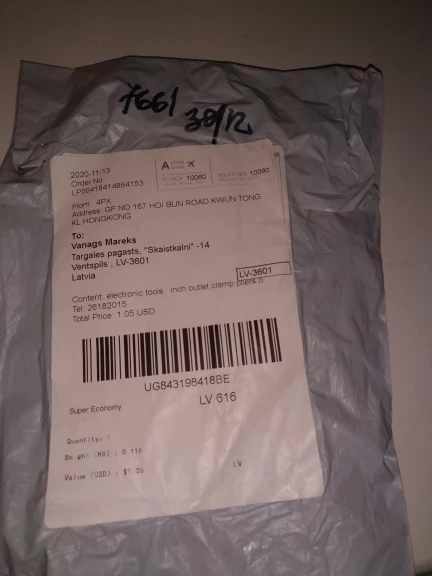 7661
30/12
2020-11-13
Order No:
LP00418414864153
A
10080
10080
From: 4PX
Address: GF NO 167 HOI BUN ROAD KWUN TONG
KL HONGKONG
To:
Vanags Mareks
Targales pagasts, "Skaistkalni" -14
Ventspils , LV-3601
Latvia
LV-3601
Content: electronic tools inch outlet clamp pliers o
Tel: 26182015
Total Price: 1.05 USD
UG843198418BE
Super Economy
LV 616
Quantity:
Weight (KG) : 0.116
Value (USD) : $1.05
LV